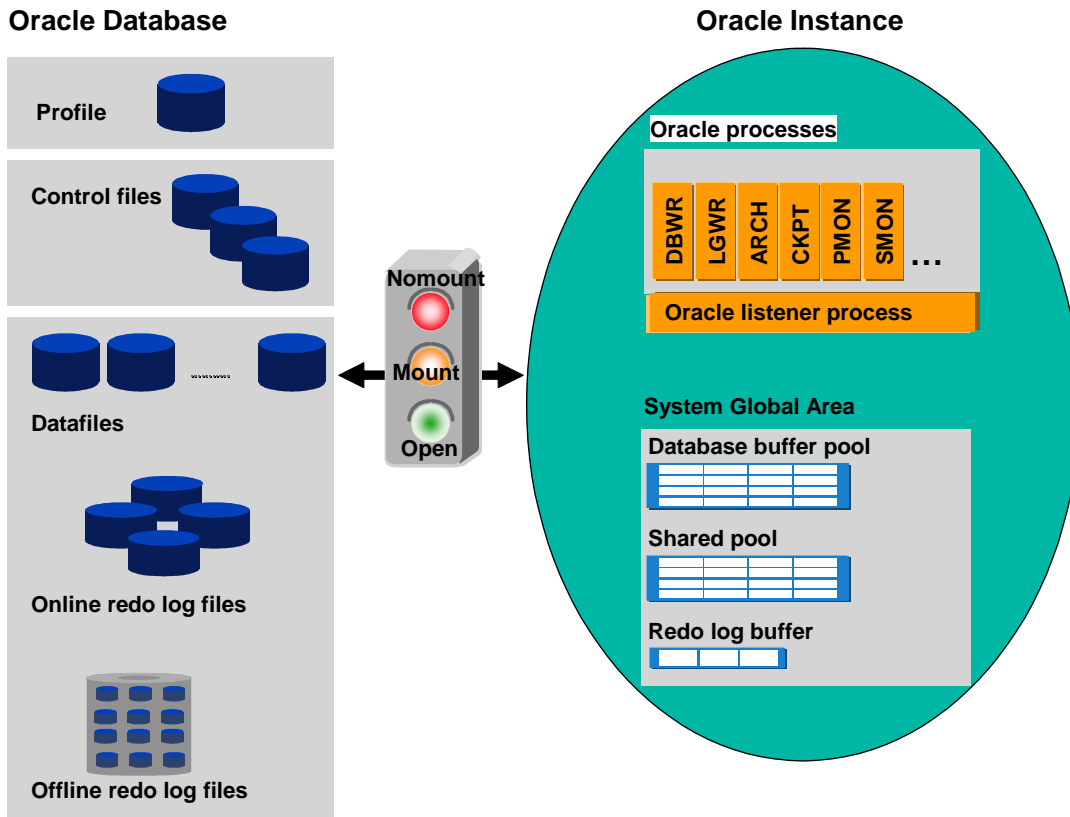 Oracle Database
Profile
Control files
..........
Datafiles
Online redo log files
Offline redo log files
Nomount
Mount
Open
Oracle Instance
Oracle processes
DBWR
LGWR
ARCH
CKPT
PMON
SMON
...
Oracle listener process
System Global Area
Database buffer pool
Shared pool
Redo log buffer